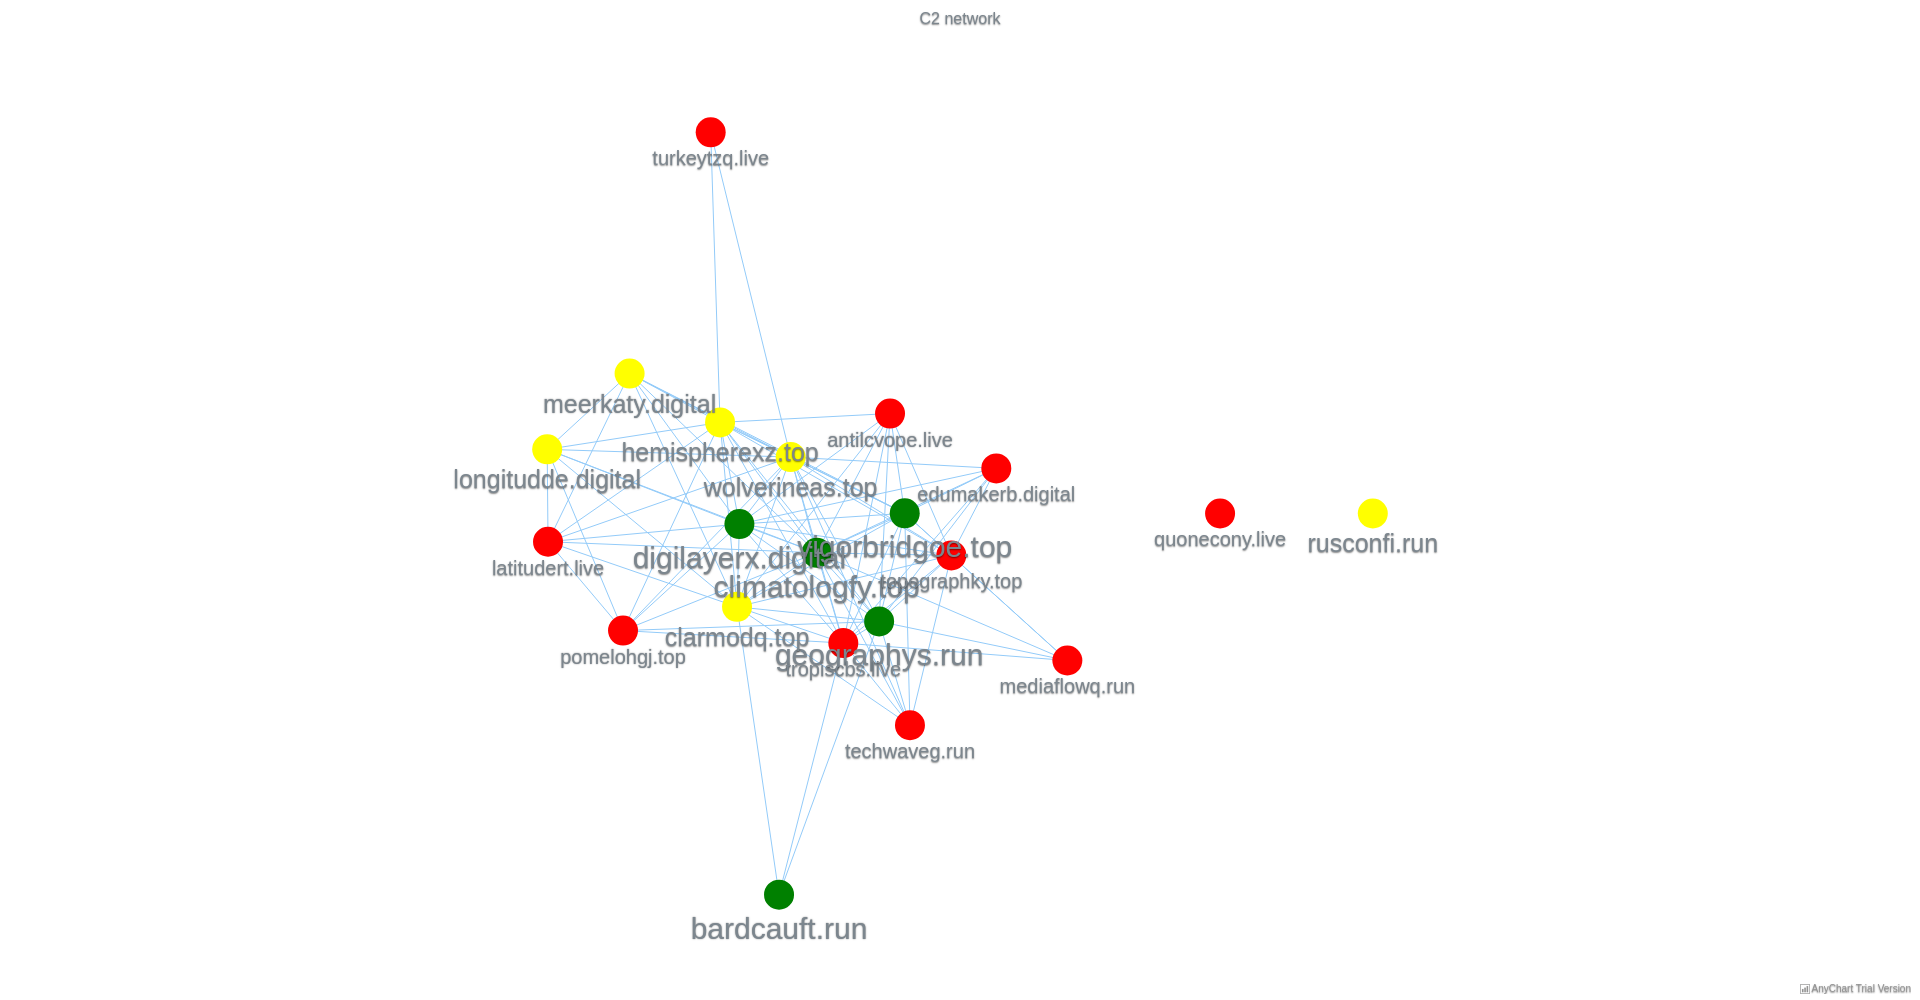 C2 network
turkeytzq.live
meerkaty.digital
antilcvope.live
hemispherexz.top
longitudde.digital
wolverineas.top
edumakerb.digital
quonecony.live
rusconfi.run
vigorbridgoe.top
digilayerx.digital
latitudert.live
topographky.top
climatologfy.top
clarmodq.top
pomelohgj.top
geographys.run
tropiscbs.live
mediaflowq.run
techwaveg.run
bardcauft.run
AnyChart Trial Version